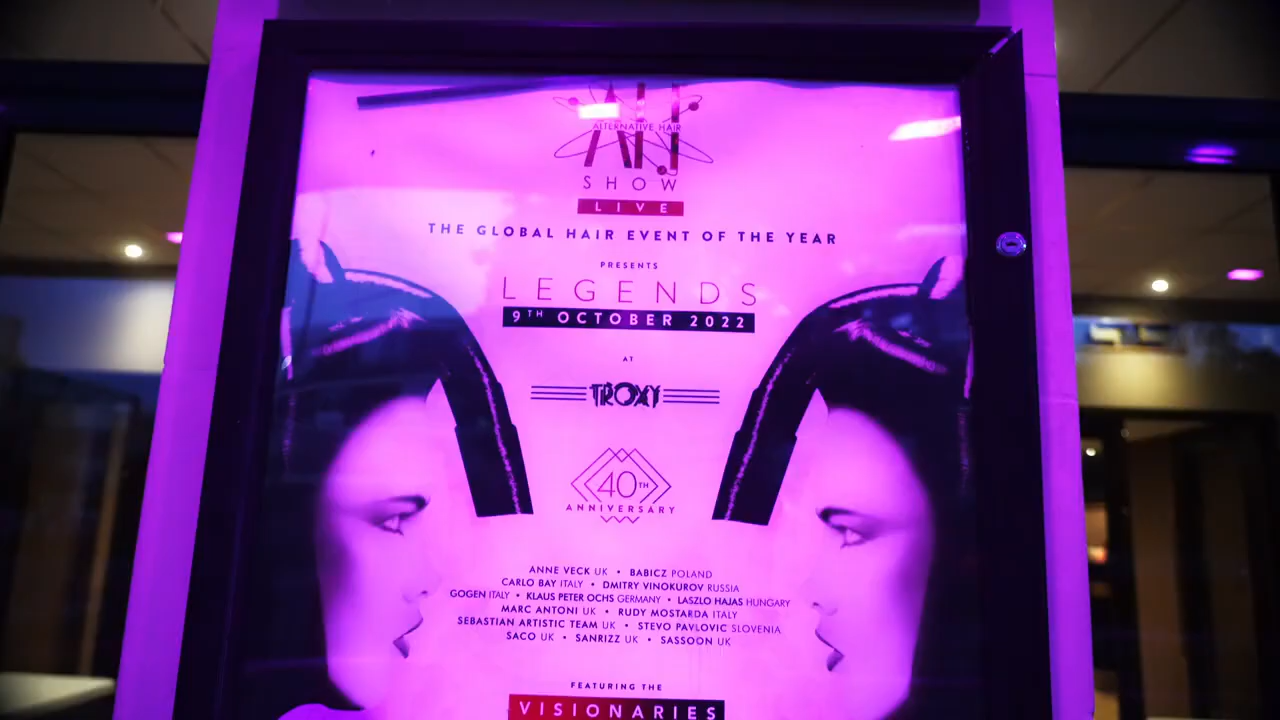 AH
ALTERNATIVE HAIR
SHOW
LIVE
THE GLOBAL HAIR EVENT OF THE YEAR
PRESENTS
LEGENDS
9TH OCTOBER 2022
AT
TROXY
40TH
ANNIVERSARY
ANNE VECK UK • BABICZ POLAND
CARLO BAY ITALY • DMITRY VINOKUROV RUSSIA
GOGEN ITALY • KLAUS PETER OCHS GERMANY • LASZLO HAJAS HUNGARY
MARC ANTONI UK • RUDY MOSTARDA ITALY
SEBASTIAN ARTISTIC TEAM UK • STEVO PAVLOVIC SLOVENIA
SACO UK • SANRIZZ UK • SASSOON UK
FEATURING THE
VISIONARIES